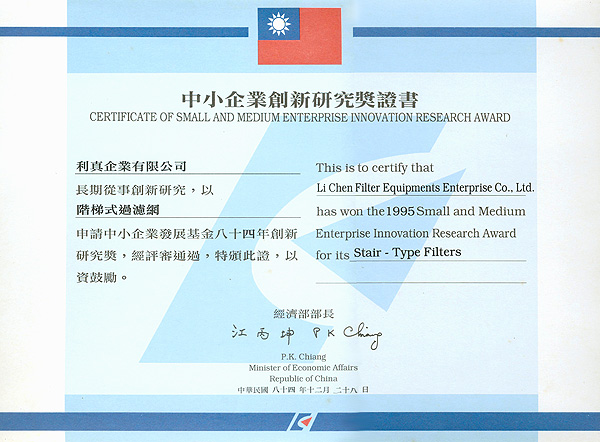 中小企業創新研究獎證書
CERTIFICATE OF SMALL AND MEDIUM ENTERPRISE INNOVATION RESEARCH AWARD
利真企業有限公司
長期從事創新研究，以
階梯式過濾網
申請中小企業發展基金八十四年創新
研究獎，經評審通過，特頒此證，以
資鼓勵。
This is to certify that
Li Chen Filter Equipments Enterprise Co., Ltd.
has won the 1995 Small and Medium
Enterprise Innovation Research Award
for its Stair - Type Filters
經濟部部長
江丙坤 P. K. Chiang
P.K. Chiang
Minister of Economic Affairs
Republic of China
中華民國 八十四 年 十二 月 二十八 日